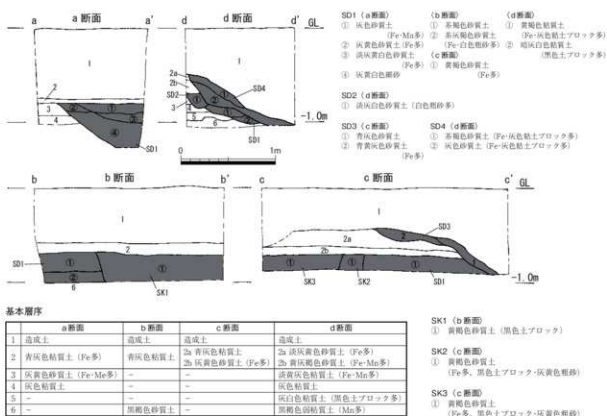 a 断面
a
a'
d 断面
d
d'
GL
-1.0m
SD1
SD2
SD4
SD1
0
1m
b 断面
b
b'
SD1
SK1
c 断面
c
c'
GL
SD3
2a
2b
SK3
SK2
SD1
-1.0m
SD1 (a断面)
① 灰色砂質土
(Fe・Mn多)
② 灰黄色砂質土 (Fe多)
③ 淡灰黄白色砂質土
(Fe多)
④ 灰黄白色細砂
(b断面)
① 茶褐色砂質土
② 茶灰褐色砂質土
(Fe・白色粗砂多)
(c断面)
① 黄褐色砂質土
(Fe多)
(d断面)
① 黄褐色粘質土
(Fe・灰色粘土ブロック多)
② 暗灰白色粘質土
(黒色土ブロック)
SD2 (d断面)
① 淡灰白色砂質土 (白色粗砂多)
SD3 (c断面)
① 青灰色砂質土
② 青黄灰色砂質土
(Fe多)
SD4 (d断面)
① 茶褐色砂質土 (Fe・灰色粘土ブロック多)
② 灰色砂質土 (Fe・灰色粘土ブロック多)
基本層序
a断面 b断面 c断面 d断面
1 造成土 造成土 造成土 造成土
2 青灰色粘質土 (Fe多) 青灰色粘質土 2a 青灰色粘質土 2a 淡灰黄色砂質土 (Fe多)
2b 灰黄色砂質土 (Fe多) 2b 黄灰褐色砂質土 (Fe・Mn多)
3 灰黄色砂質土 (Fe・Me多) - - 淡黄灰色粘質土 (Fe・Mn多)
4 灰色粘質土 - - 灰色粘質土
5 - - - 灰白色粘質土 (黒色土ブロック多)
6 - 黒褐色砂質土 - 黒褐色弱粘質土 (Mn多)
SK1 (b断面)
① 黄褐色砂質土 (黒色土ブロック)
SK2 (c断面)
① 黄褐色砂質土
(Fe多、黒色土ブロック・灰黄色粗砂)
SK3 (c断面)
① 黄褐色砂質土
(Fe多、黒色土ブロック・灰黄色粗砂)